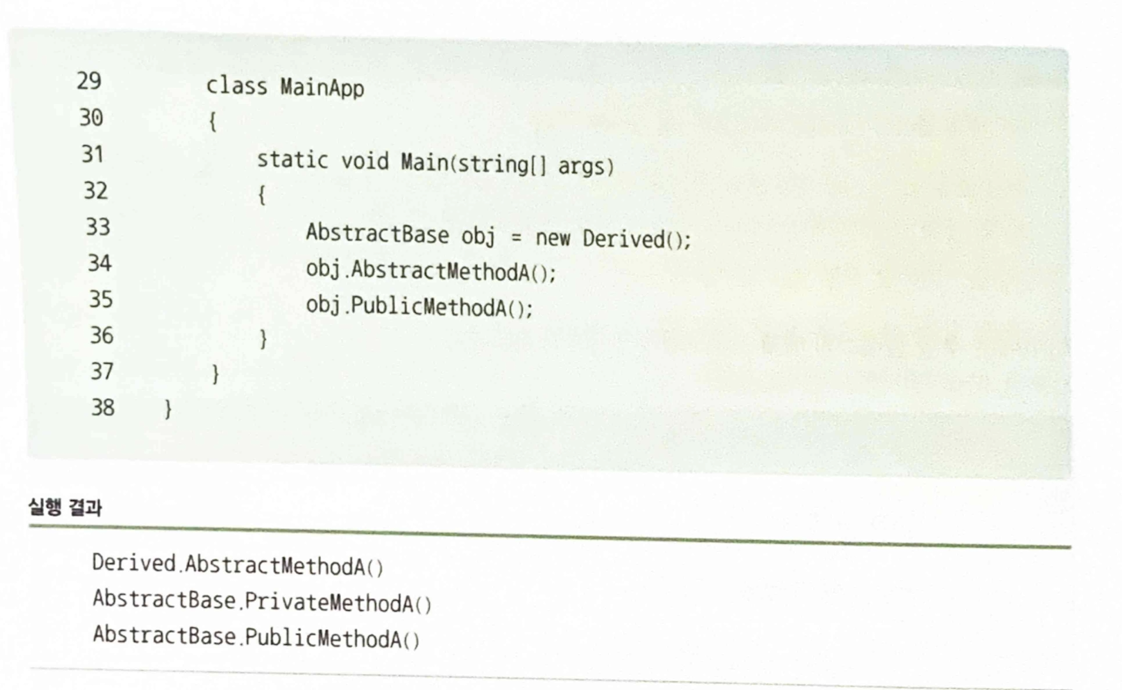 29 class MainApp
30 {
31 static void Main(string[] args)
32 {
33 AbstractBase obj = new Derived();
34 obj.AbstractMethodA();
35 obj.PublicMethodA();
36 }
37 }
38 }
실행 결과
Derived.AbstractMethodA()
AbstractBase.PrivateMethodA()
AbstractBase.PublicMethodA()